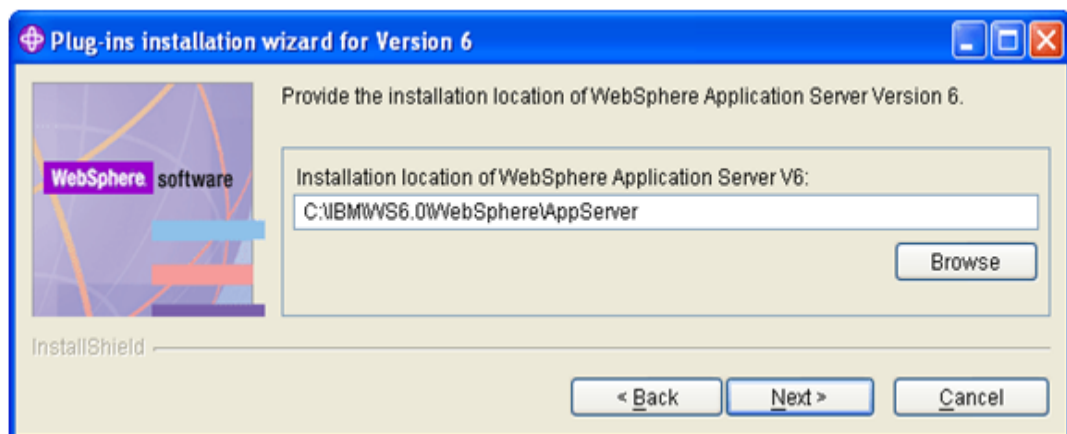 Plug-ins installation wizard for Version 6
Provide the installation location of WebSphere Application Server Version 6.
WebSphere. software
Installation location of WebSphere Application Server V6:
C:\IBM\WS6.0\WebSphere\AppServer
Browse
InstallShield
< Back
Next >
Cancel